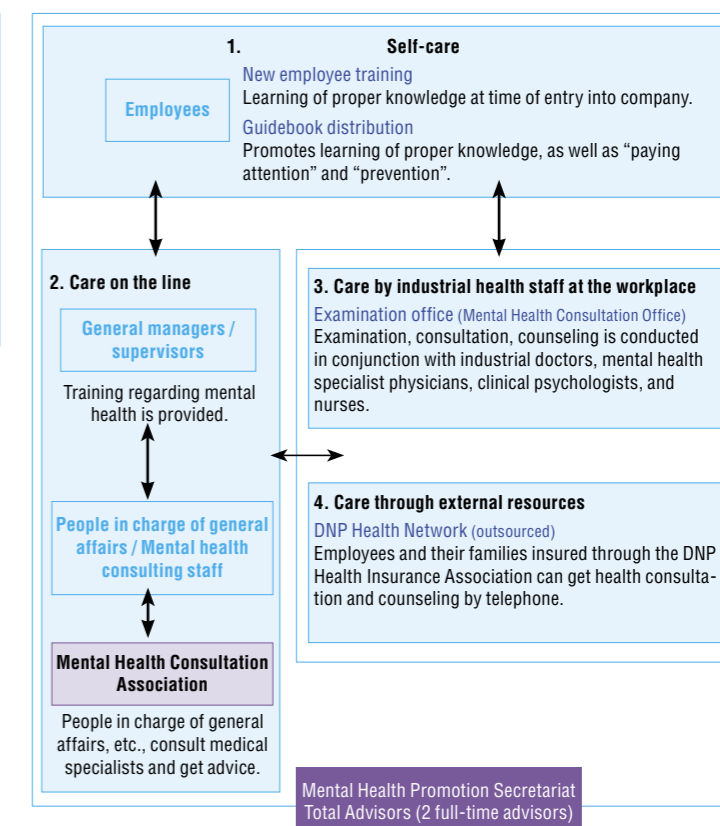 1. Self-care
Employees
New employee training
Learning of proper knowledge at time of entry into company.
Guidebook distribution
Promotes learning of proper knowledge, as well as “paying
attention” and “prevention”.
2. Care on the line
General managers /
supervisors
Training regarding mental
health is provided.
People in charge of general
affairs / Mental health
consulting staff
Mental Health Consultation
Association
People in charge of general
affairs, etc., consult medical
specialists and get advice.
3. Care by industrial health staff at the workplace
Examination office (Mental Health Consultation Office)
Examination, consultation, counseling is conducted
in conjunction with industrial doctors, mental health
specialist physicians, clinical psychologists, and
nurses.
4. Care through external resources
DNP Health Network (outsourced)
Employees and their families insured through the DNP
Health Insurance Association can get health consulta-
tion and counseling by telephone.
Mental Health Promotion Secretariat
Total Advisors (2 full-time advisors)